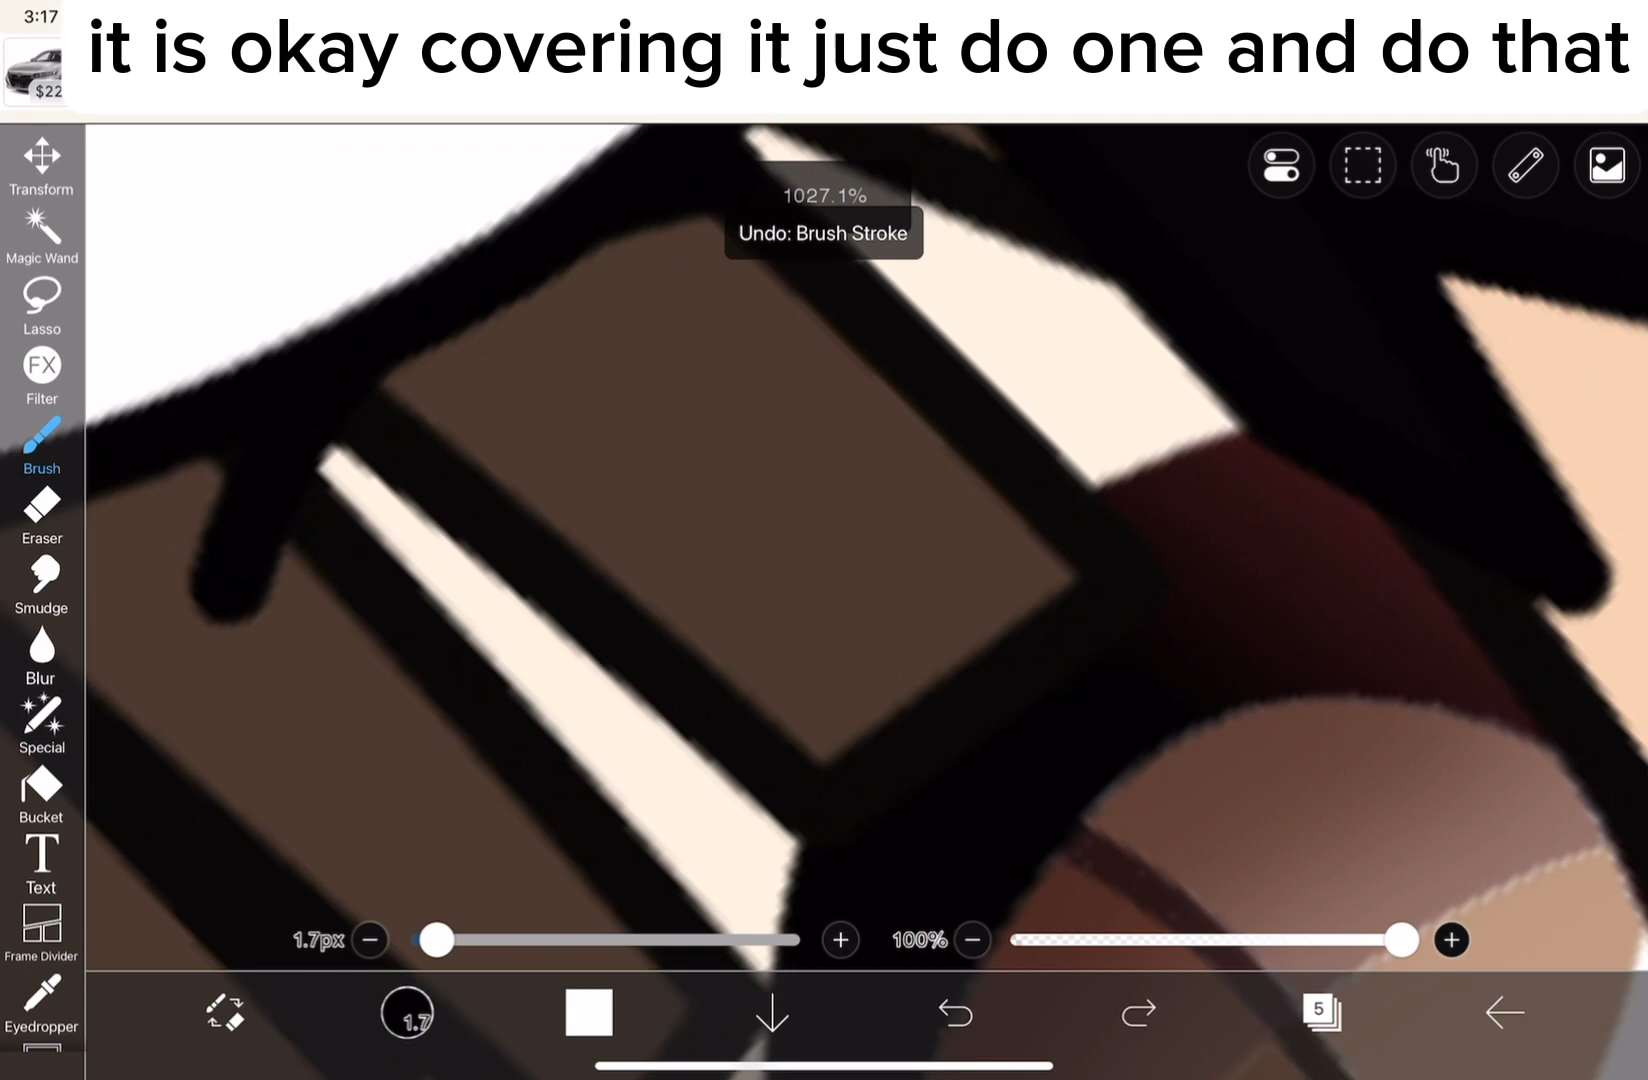 3:17
it is okay covering it just do one and do that
$22
Transform
1027.1%
Undo: Brush Stroke
Magic Wand
Lasso
FX
Filter
Brush
Eraser
Smudge
Blur
Special
Bucket
T
Text
1.7px
100%
Frame Divider
Eyedropper
1.7
5